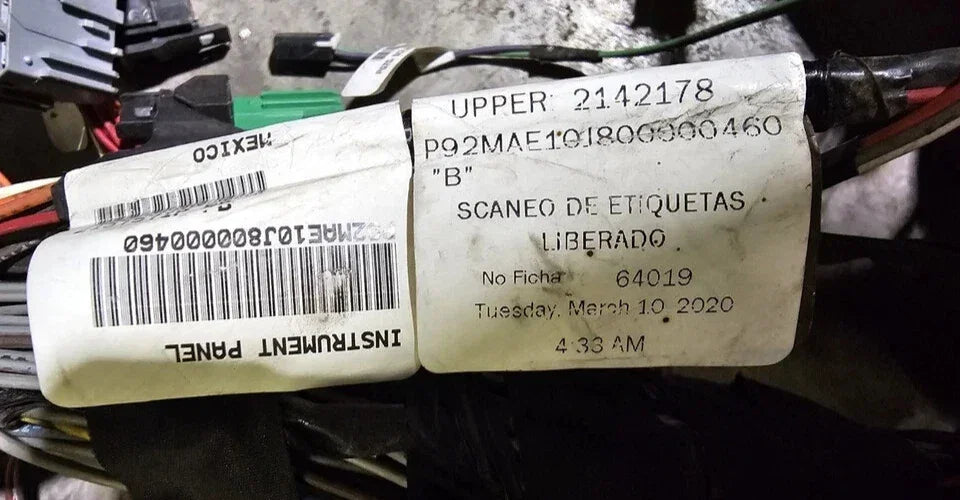 UPPER: 2142178
P92MAE10J800000460
"B"
SCANEO DE ETIQUETAS
LIBERADO
No Ficha 64019
Tuesday, March 10, 2020
4:33 AM
INSTRUMENT PANEL
P92MAE10J800000460
MEXICO